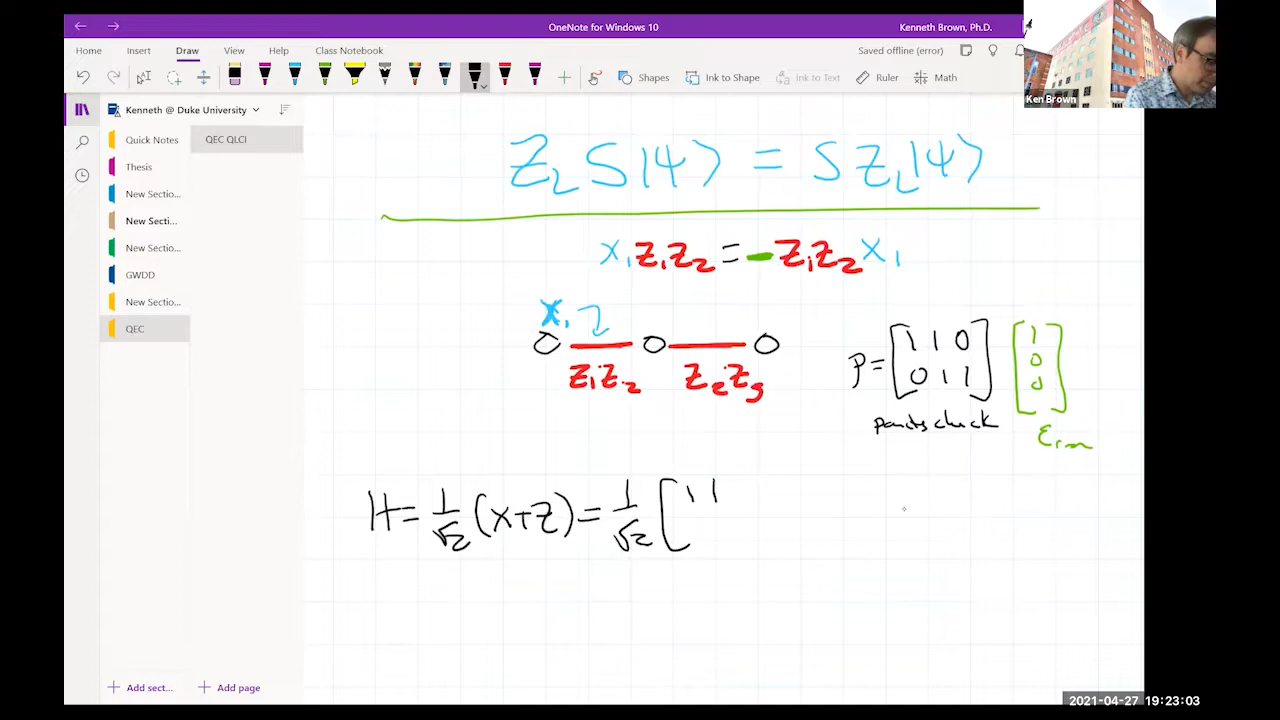 OneNote for Windows 10
Kenneth Brown, Ph.D.
Home Insert Draw View Help Class Notebook
Saved offline (error)
Shapes Ink to Shape Ink to Text Ruler Math
Ken Brown
Kenneth @ Duke University
Quick Notes
Thesis
New Sectio...
New Secti...
New Sectio...
GWDD
New Sectio...
QEC
QEC QLCI
Z_L S|ψ⟩ = S Z_L|ψ⟩
X₁Z₁Z₂ = -Z₁Z₂X₁
X₁
Z₁Z₂ Z₂Z₃
P = [1 1 0
0 1 1]
[1
0
0]
parity check
H = 1/√2 (X+Z) = 1/√2 [1 1
Add sect...
Add page
2021-04-27 19:23:03